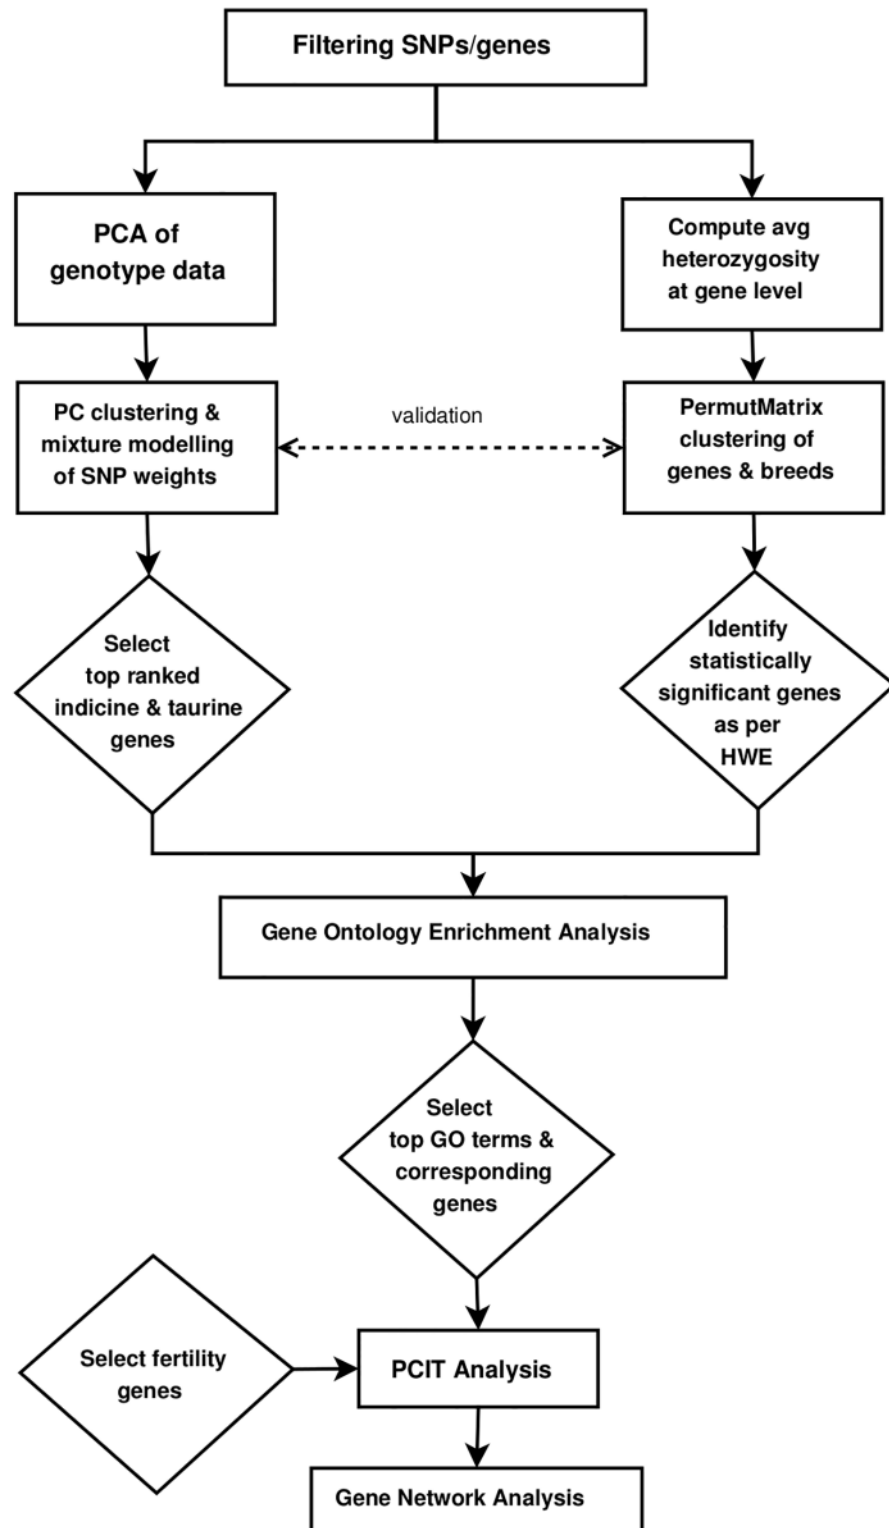 Filtering SNPs/genes
PCA of
genotype data
Compute avg
heterozygosity
at gene level
PC clustering &
mixture modelling
of SNP weights
validation
PermutMatrix
clustering of
genes & breeds
Select
top ranked
indicine & taurine
genes
Identify
statistically
significant genes
as per
HWE
Gene Ontology Enrichment Analysis
Select
top GO terms &
corresponding
genes
Select fertility
genes
PCIT Analysis
Gene Network Analysis